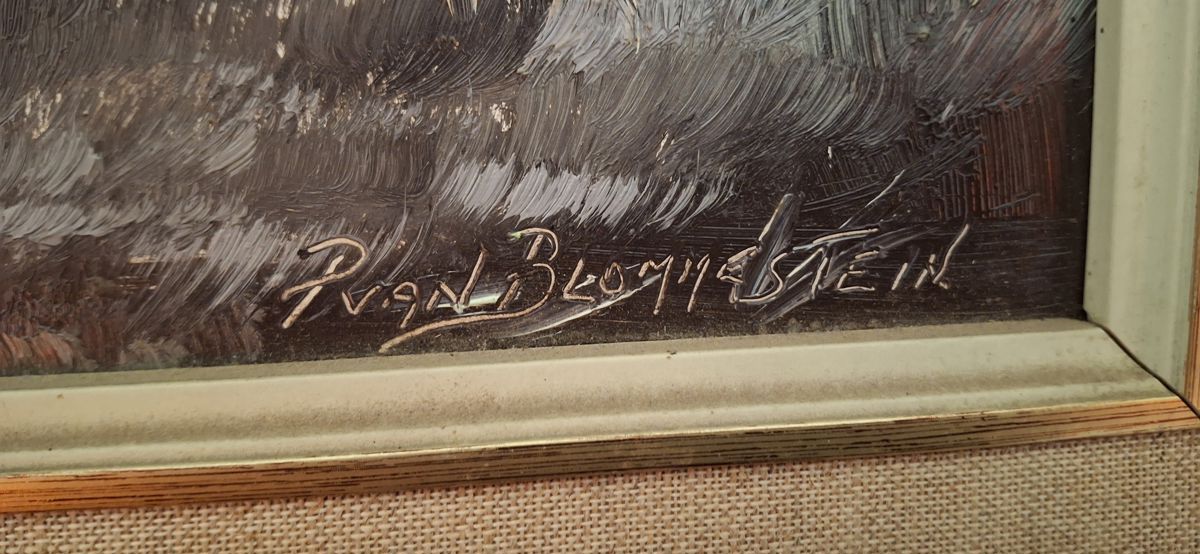 P van BLOMMESTEIN